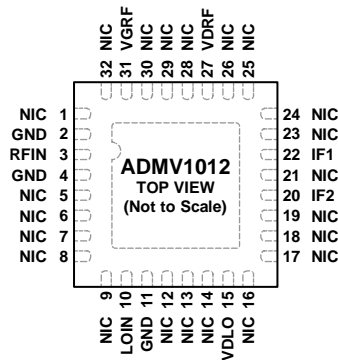 32 NIC
31 VGRF
30 NIC
29 NIC
28 NIC
27 VDRF
26 NIC
25 NIC
NIC 1
GND 2
RFIN 3
GND 4
NIC 5
NIC 6
NIC 7
NIC 8
ADMV1012
TOP VIEW
(Not to Scale)
24 NIC
23 NIC
22 IF1
21 NIC
20 IF2
19 NIC
18 NIC
17 NIC
NIC 9
LOIN 10
GND 11
NIC 12
NIC 13
NIC 14
VDLO 15
NIC 16